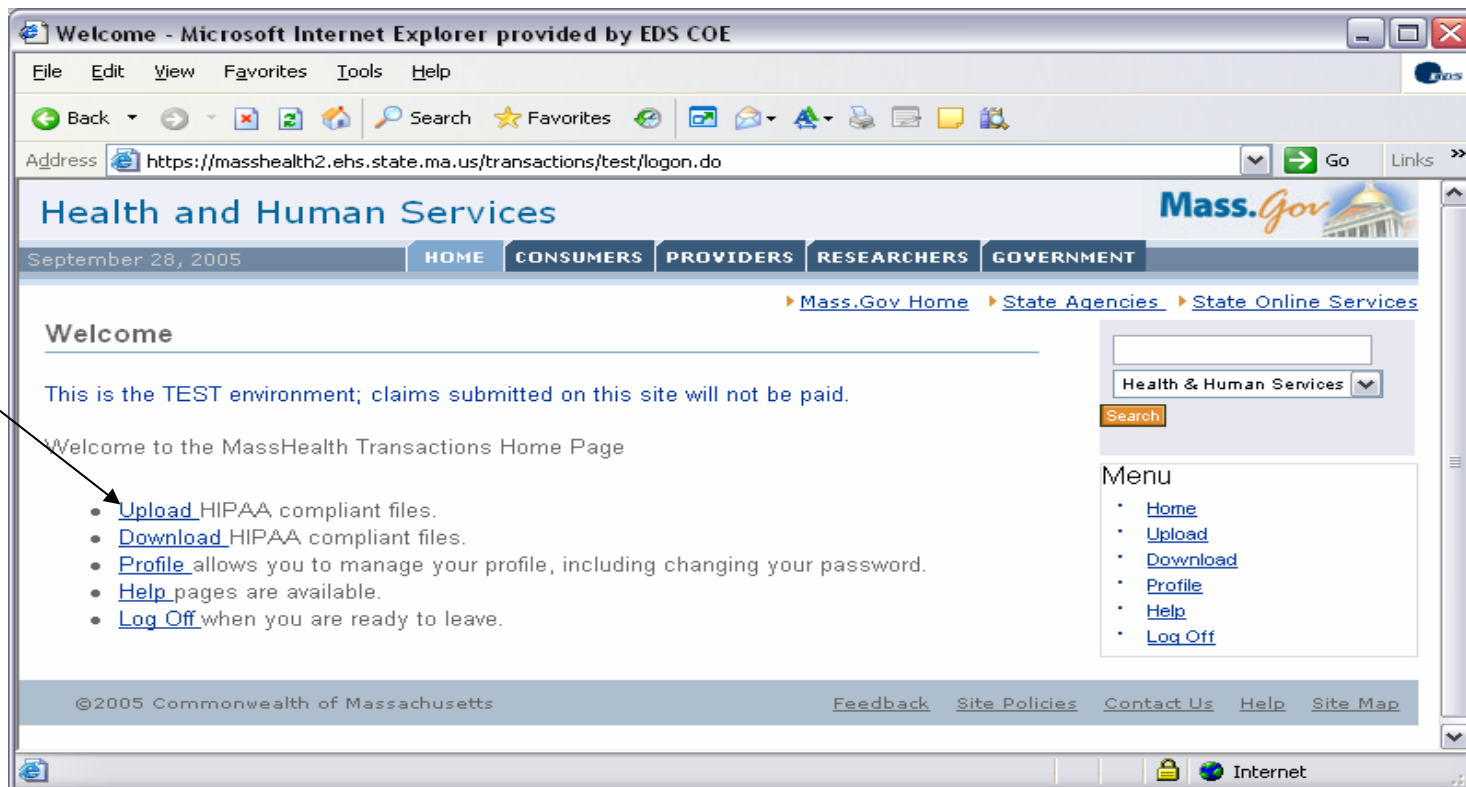 Welcome - Microsoft Internet Explorer provided by EDS COE
File Edit View Favorites Tools Help
EDS
Back Search Favorites
Address https://masshealth2.ehs.state.ma.us/transactions/test/logon.do Go Links »
Health and Human Services
Mass.Gov
September 28, 2005 HOME CONSUMERS PROVIDERS RESEARCHERS GOVERNMENT
Mass.Gov Home State Agencies State Online Services
Welcome
This is the TEST environment; claims submitted on this site will not be paid.
Welcome to the MassHealth Transactions Home Page
• Upload HIPAA compliant files.
• Download HIPAA compliant files.
• Profile allows you to manage your profile, including changing your password.
• Help pages are available.
• Log Off when you are ready to leave.
Health & Human Services
Search
Menu
· Home
· Upload
· Download
· Profile
· Help
· Log Off
©2005 Commonwealth of Massachusetts Feedback Site Policies Contact Us Help Site Map
Internet